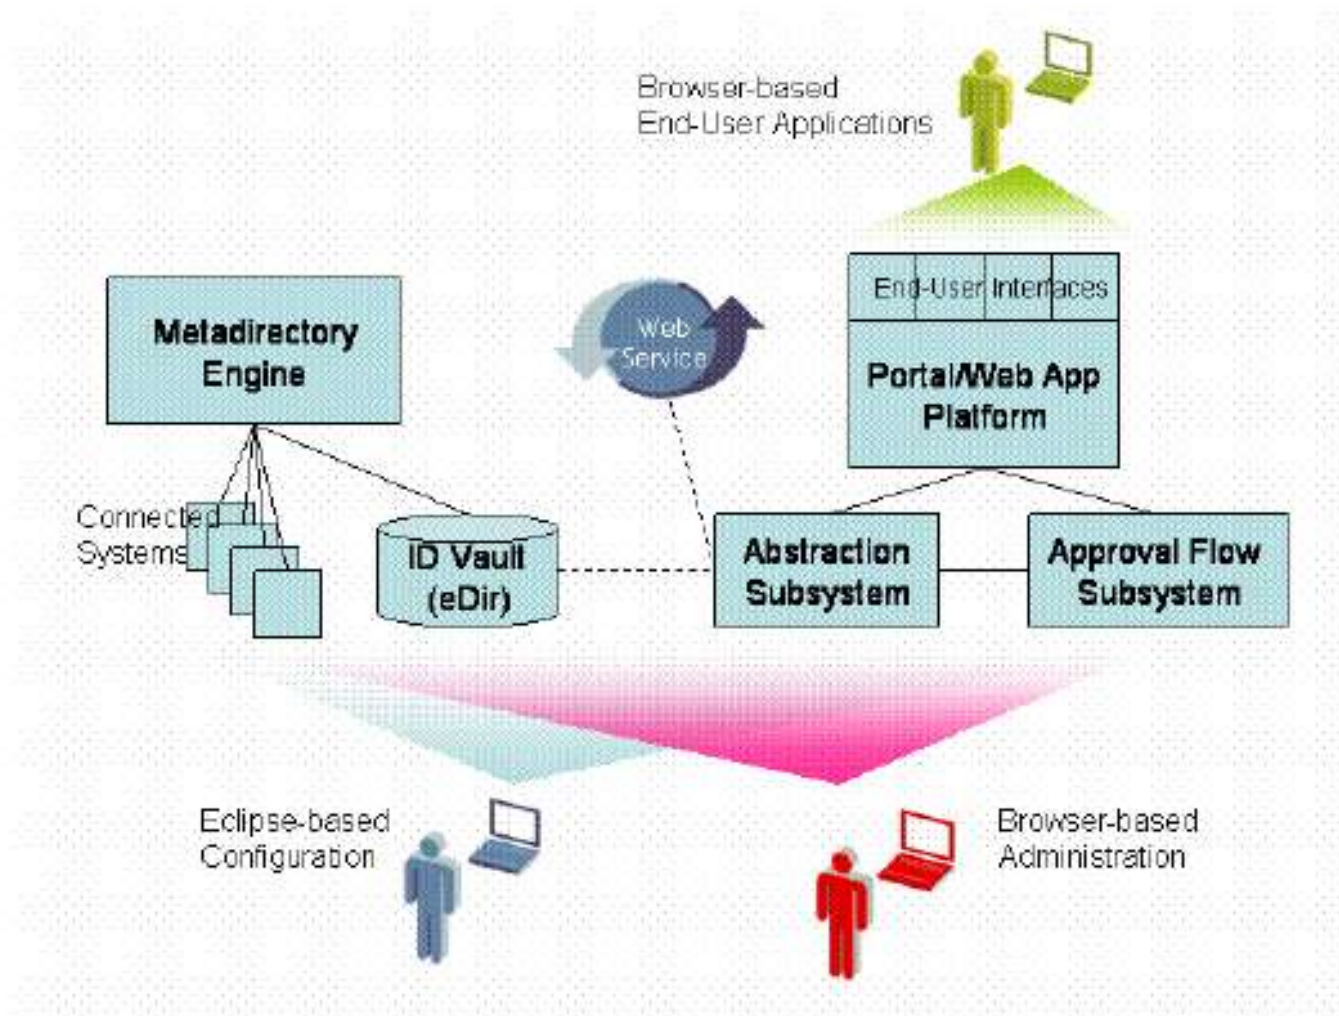 Browser-based
End-User Applications
End-User Interfaces
Web
Service
Metadirectory
Engine
Portal/Web App
Platform
Connected
Systems
ID Vault
(eDir)
Abstraction
Subsystem
Approval Flow
Subsystem
Eclipse-based
Configuration
Browser-based
Administration